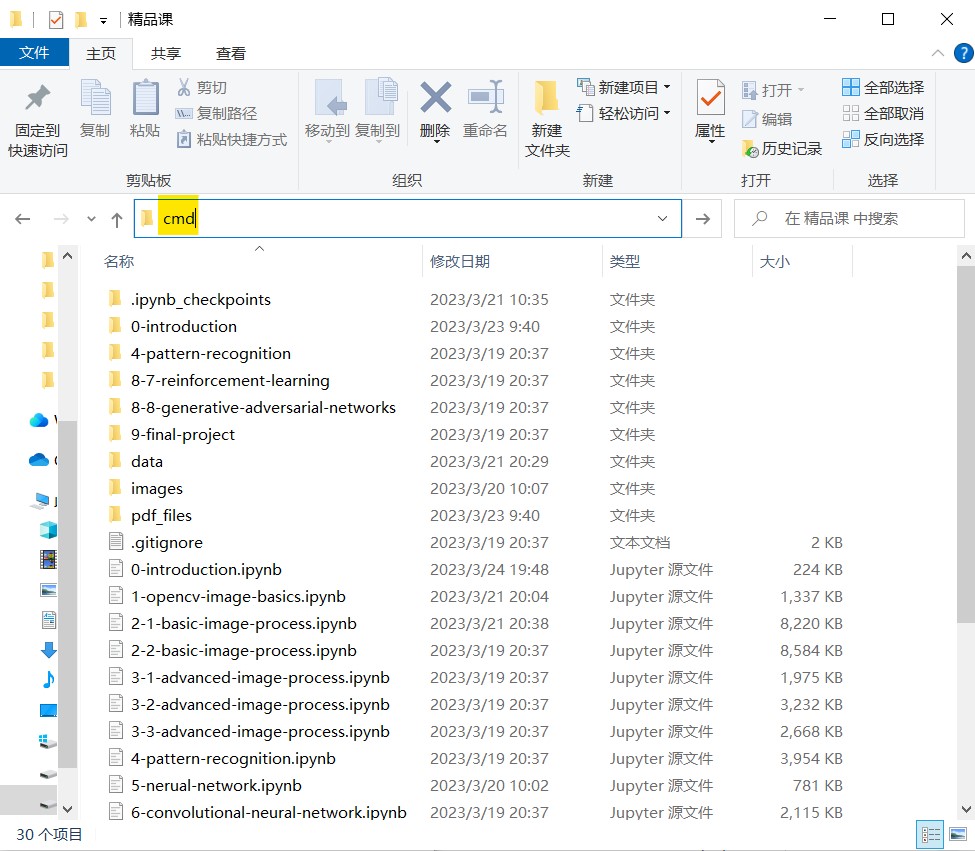 精品课
文件 主页 共享 查看
固定到快速访问 复制 粘贴 剪切 复制路径 粘贴快捷方式
移动到 复制到 删除 重命名
新建文件夹 新建项目 轻松访问
属性 打开 编辑 历史记录
全部选择 全部取消 反向选择
剪贴板 组织 新建 打开 选择
cmd 在 精品课 中搜索
名称 修改日期 类型 大小
.ipynb_checkpoints 2023/3/21 10:35 文件夹
0-introduction 2023/3/23 9:40 文件夹
4-pattern-recognition 2023/3/19 20:37 文件夹
8-7-reinforcement-learning 2023/3/19 20:37 文件夹
8-8-generative-adversarial-networks 2023/3/19 20:37 文件夹
9-final-project 2023/3/19 20:37 文件夹
data 2023/3/21 20:29 文件夹
images 2023/3/20 10:07 文件夹
pdf_files 2023/3/23 9:40 文件夹
.gitignore 2023/3/19 20:37 文本文档 2 KB
0-introduction.ipynb 2023/3/24 19:48 Jupyter 源文件 224 KB
1-opencv-image-basics.ipynb 2023/3/21 20:04 Jupyter 源文件 1,337 KB
2-1-basic-image-process.ipynb 2023/3/21 20:38 Jupyter 源文件 8,220 KB
2-2-basic-image-process.ipynb 2023/3/19 20:37 Jupyter 源文件 8,584 KB
3-1-advanced-image-process.ipynb 2023/3/19 20:37 Jupyter 源文件 1,975 KB
3-2-advanced-image-process.ipynb 2023/3/19 20:37 Jupyter 源文件 3,232 KB
3-3-advanced-image-process.ipynb 2023/3/19 20:37 Jupyter 源文件 2,668 KB
4-pattern-recognition.ipynb 2023/3/19 20:37 Jupyter 源文件 3,954 KB
5-nerual-network.ipynb 2023/3/20 10:02 Jupyter 源文件 781 KB
6-convolutional-neural-network.ipynb 2023/3/19 20:37 Jupyter 源文件 2,115 KB
30 个项目